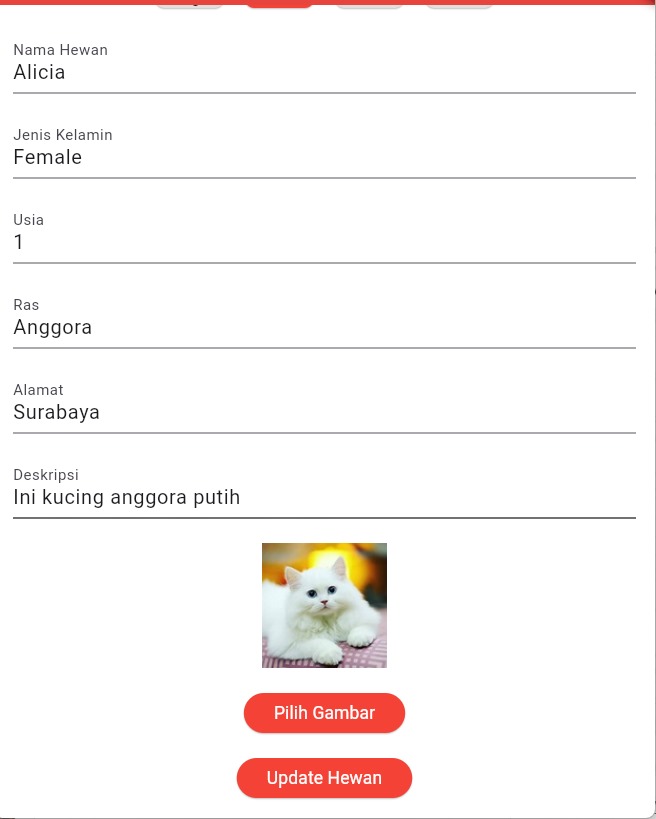 Nama Hewan
Alicia
Jenis Kelamin
Female
Usia
1
Ras
Anggora
Alamat
Surabaya
Deskripsi
Ini kucing anggora putih
Pilih Gambar
Update Hewan